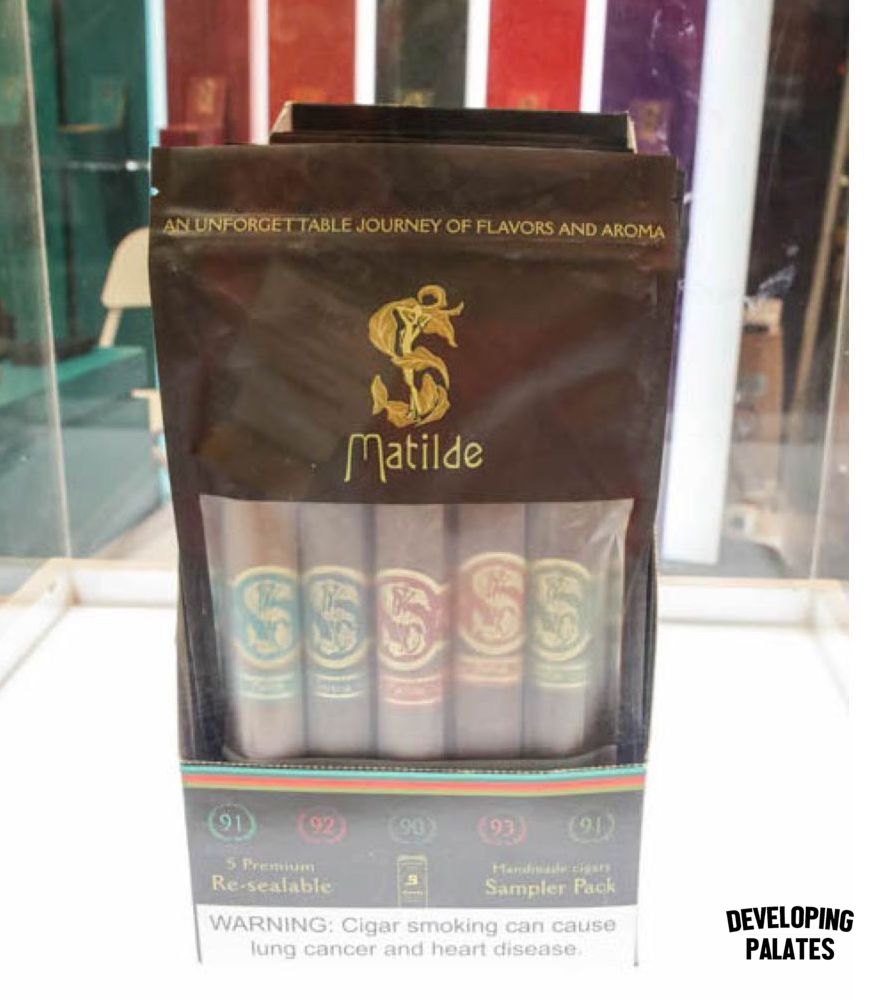 AN UNFORGETTABLE JOURNEY OF FLAVORS AND AROMA
Matilde
91 92 90 93 91
5 Premium
Re-sealable
Handmade cigars
Sampler Pack
WARNING: Cigar smoking can cause
lung cancer and heart disease.
DEVELOPING
PALATES